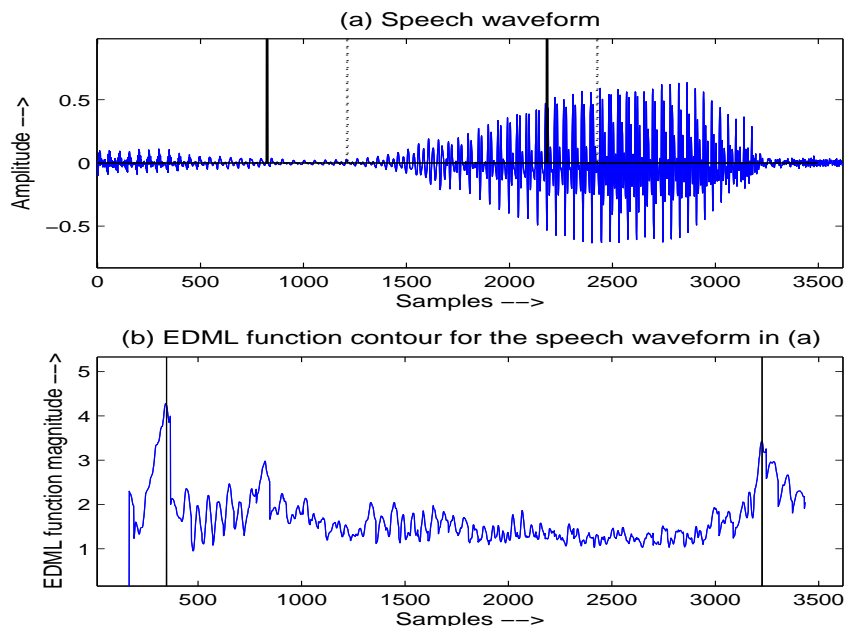 (a) Speech waveform
Amplitude −−>
0.5
0
−0.5
0 500 1000 1500 2000 2500 3000 3500
Samples −−>
(b) EDML function contour for the speech waveform in (a)
EDML function magnitude −−>
5
4
3
2
1
500 1000 1500 2000 2500 3000 3500
Samples −−>